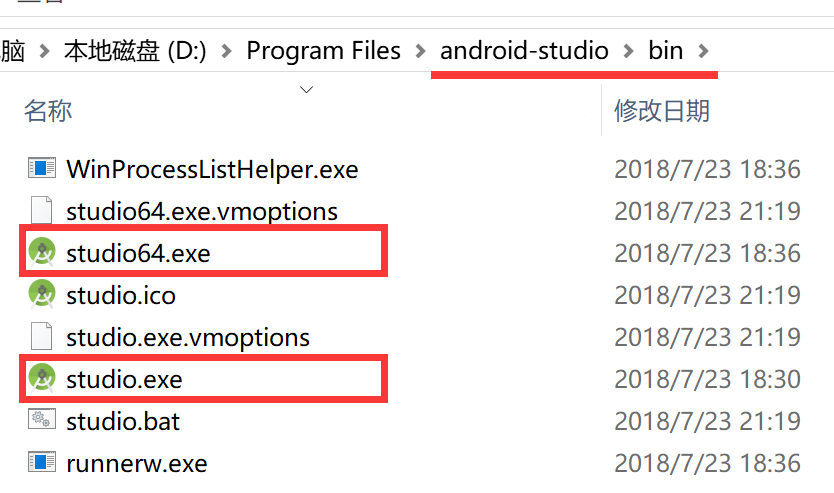 脑 > 本地磁盘 (D:) > Program Files > android-studio > bin >
名称 修改日期
WinProcessListHelper.exe 2018/7/23 18:36
studio64.exe.vmoptions 2018/7/23 21:19
studio64.exe 2018/7/23 18:36
studio.ico 2018/7/23 21:19
studio.exe.vmoptions 2018/7/23 21:19
studio.exe 2018/7/23 18:30
studio.bat 2018/7/23 21:19
runnerw.exe 2018/7/23 18:36